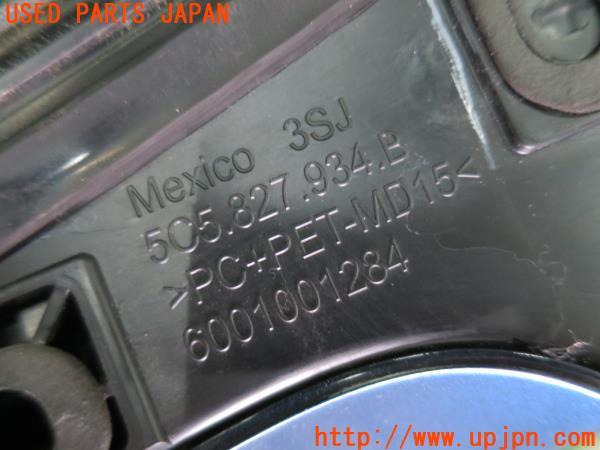 USED PARTS JAPAN
Mexico 3SJ
5C5.827.934.B
>PC+PET-MD15<
6001001284
http://www.upjpn.com